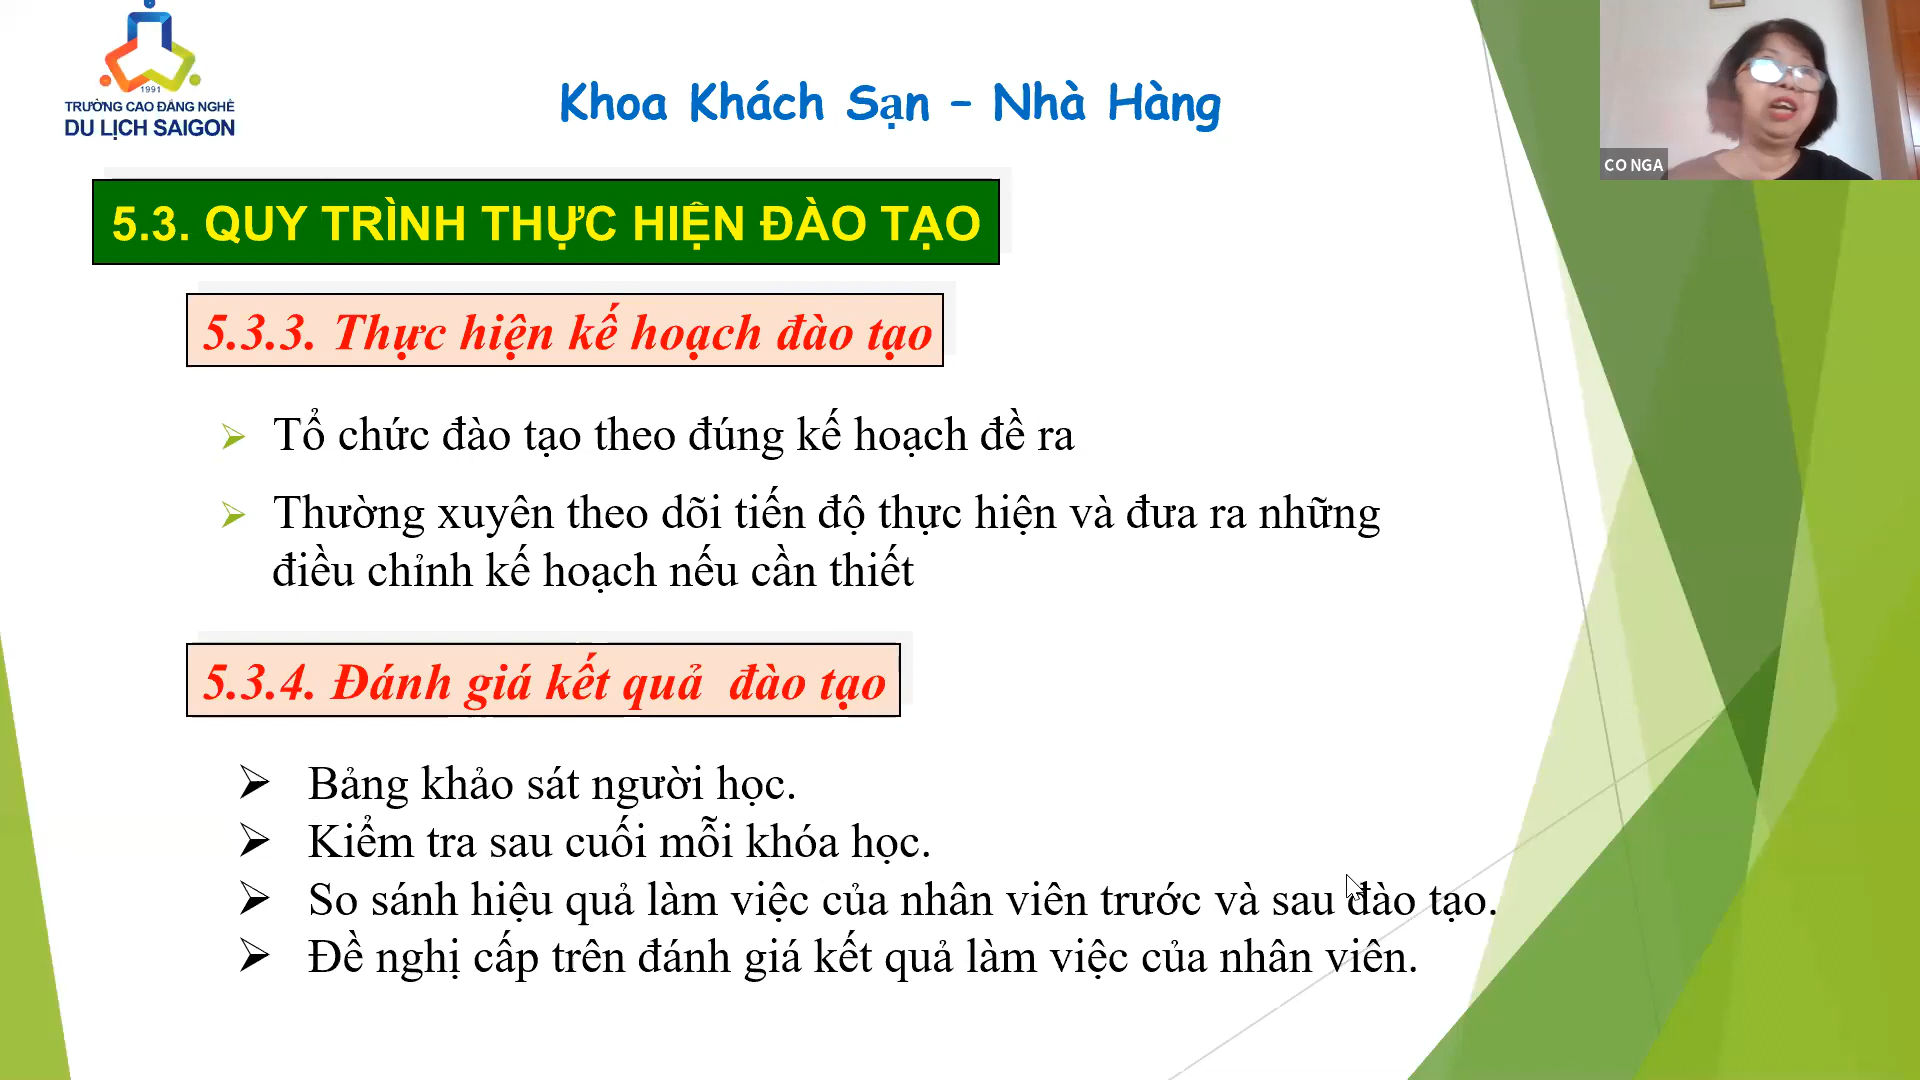 1991
TRƯỜNG CAO ĐẲNG NGHỀ
DU LỊCH SAIGON
Khoa Khách Sạn – Nhà Hàng
CO NGA
5.3. QUY TRÌNH THỰC HIỆN ĐÀO TẠO
5.3.3. Thực hiện kế hoạch đào tạo
Tổ chức đào tạo theo đúng kế hoạch đề ra
Thường xuyên theo dõi tiến độ thực hiện và đưa ra những
điều chỉnh kế hoạch nếu cần thiết
5.3.4. Đánh giá kết quả đào tạo
Bảng khảo sát người học.
Kiểm tra sau cuối mỗi khóa học.
So sánh hiệu quả làm việc của nhân viên trước và sau đào tạo.
Đề nghị cấp trên đánh giá kết quả làm việc của nhân viên.